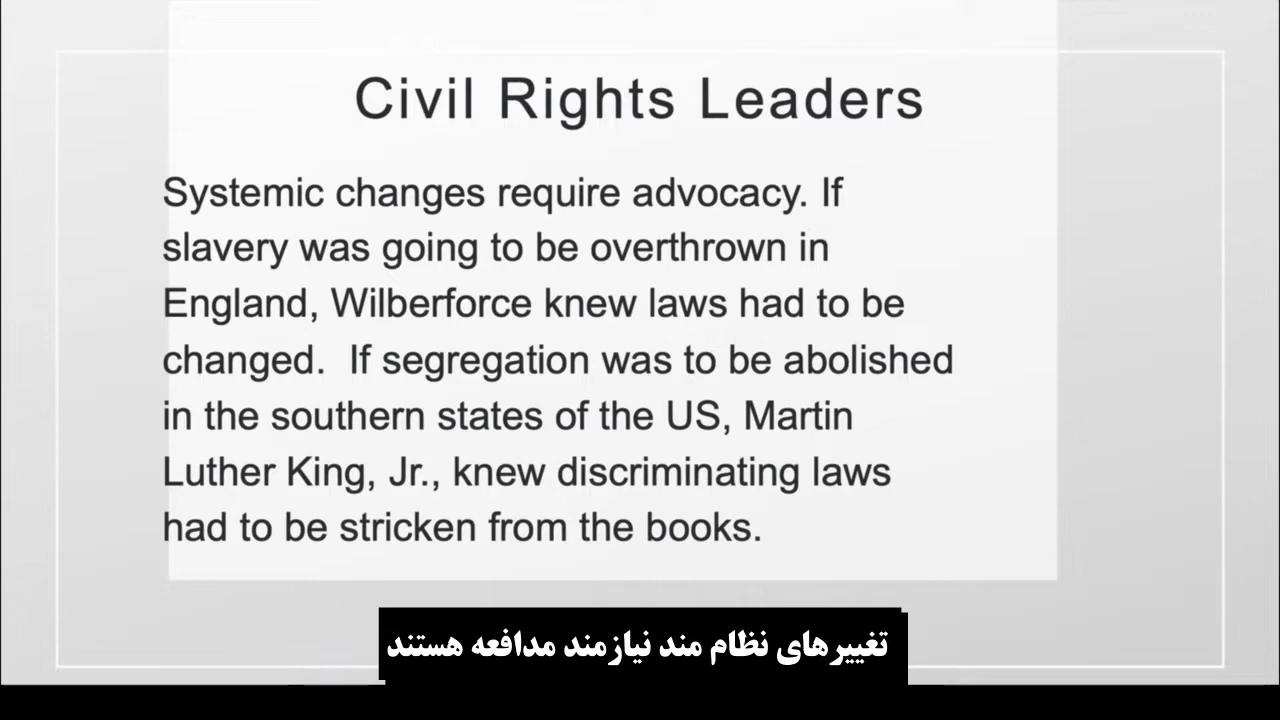 Civil Rights Leaders
Systemic changes require advocacy. If
slavery was going to be overthrown in
England, Wilberforce knew laws had to be
changed.  If segregation was to be abolished
in the southern states of the US, Martin
Luther King, Jr., knew discriminating laws
had to be stricken from the books.
تغییرهای نظام مند نیازمند مدافعه هستند